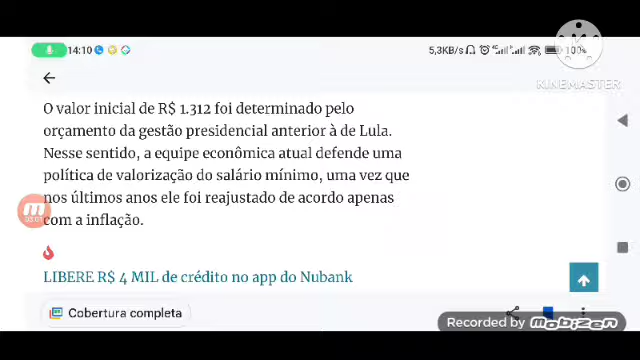 14:10
5,3KB/s
100%
KINEMASTER
O valor inicial de R$ 1.312 foi determinado pelo
orçamento da gestão presidencial anterior à de Lula.
Nesse sentido, a equipe econômica atual defende uma
política de valorização do salário mínimo, uma vez que
nos últimos anos ele foi reajustado de acordo apenas
com a inflação.
LIBERE R$ 4 MIL de crédito no app do Nubank
Cobertura completa
Recorded by mobizen